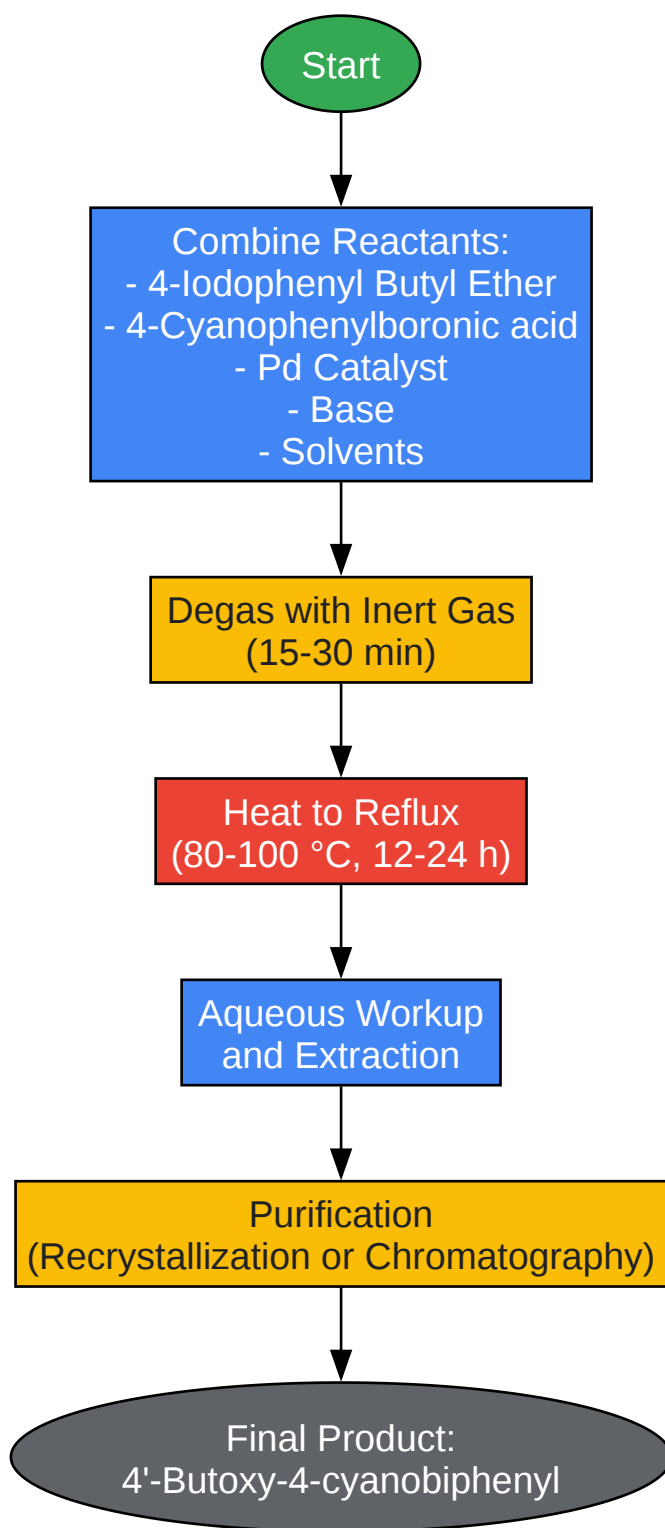 Start
Combine Reactants:
- 4-Iodophenyl Butyl Ether
- 4-Cyanophenylboronic acid
- Pd Catalyst
- Base
- Solvents
Degas with Inert Gas
(15-30 min)
Heat to Reflux
(80-100 °C, 12-24 h)
Aqueous Workup
and Extraction
Purification
(Recrystallization or Chromatography)
Final Product:
4'-Butoxy-4-cyanobiphenyl